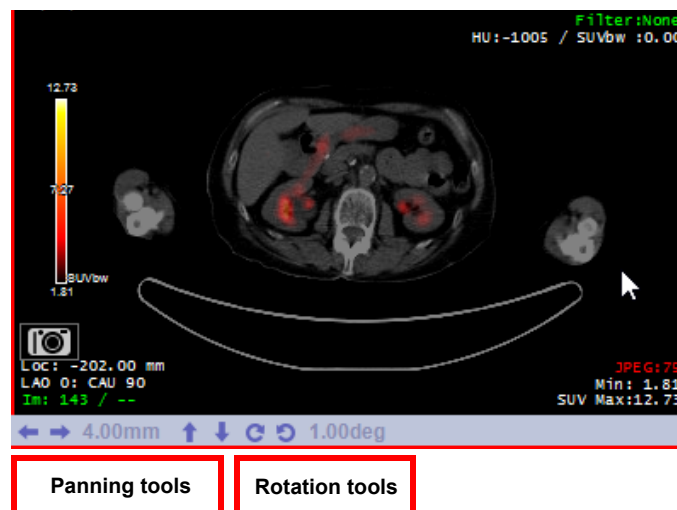 Filter:None
HU:-1005 / SUVbw :0.00
12.73
7.27
SUVbw
1.81
Loc: -202.00 mm
LAO 0: CAU 90
Im: 143 / --
JPEG:79
Min: 1.81
SUV Max:12.73
4.00mm
1.00deg
Panning tools
Rotation tools